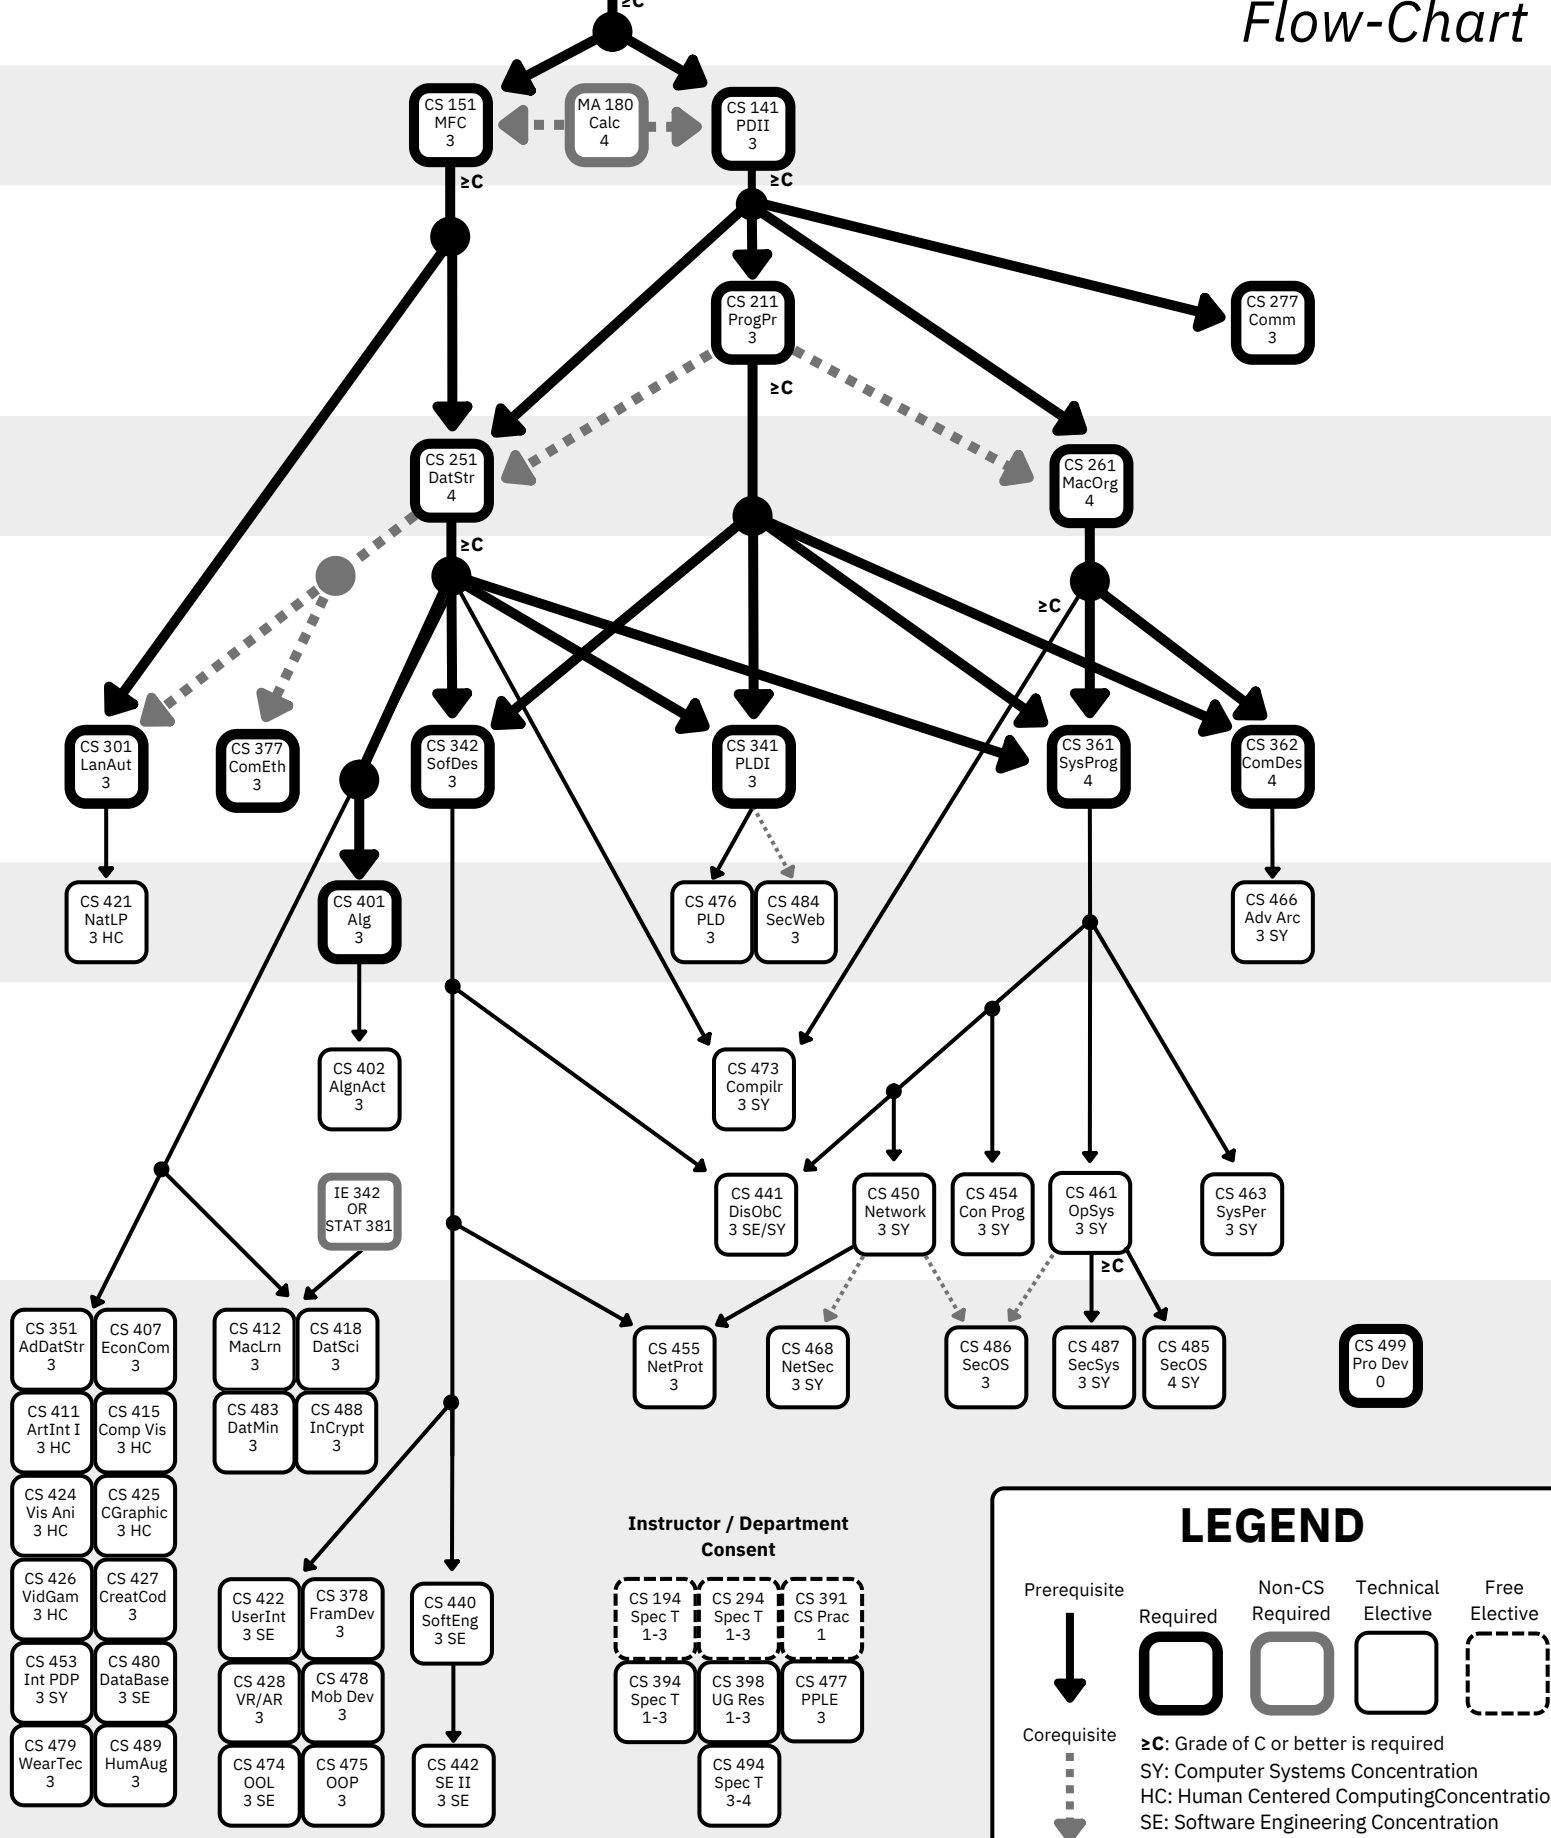 ≥C
Flow-Chart
CS 151
MFC
3
MA 180
Calc
4
CS 141
PDII
3
≥C
≥C
CS 211
ProgPr
3
CS 277
Comm
3
≥C
CS 251
DatStr
4
CS 261
MacOrg
4
≥C
≥C
CS 301
LanAut
3
CS 377
ComEth
3
CS 342
SofDes
3
CS 341
PLDI
3
CS 361
SysProg
4
CS 362
ComDes
4
CS 421
NatLP
3 HC
CS 401
Alg
3
CS 476
PLD
3
CS 484
SecWeb
3
CS 466
Adv Arc
3 SY
CS 402
AlgnAct
3
CS 473
Compilr
3 SY
IE 342
OR
STAT 381
CS 441
DisObC
3 SE/SY
CS 450
Network
3 SY
CS 454
Con Prog
3 SY
CS 461
OpSys
3 SY
CS 463
SysPer
3 SY
≥C
CS 351
AdDatStr
3
CS 407
EconCom
3
CS 412
MacLrn
3
CS 418
DatSci
3
CS 455
NetProt
3
CS 468
NetSec
3 SY
CS 486
SecOS
3
CS 487
SecSys
3 SY
CS 485
SecOS
4 SY
CS 499
Pro Dev
0
CS 411
ArtInt I
3 HC
CS 415
Comp Vis
3 HC
CS 483
DatMin
3
CS 488
InCrypt
3
CS 424
Vis Ani
3 HC
CS 425
CGraphic
3 HC
CS 426
VidGam
3 HC
CS 427
CreatCod
3
CS 453
Int PDP
3 SY
CS 480
DataBase
3 SE
CS 479
WearTec
3
CS 489
HumAug
3
CS 422
UserInt
3 SE
CS 378
FramDev
3
CS 428
VR/AR
3
CS 478
Mob Dev
3
CS 474
OOL
3 SE
CS 475
OOP
3
CS 440
SoftEng
3 SE
CS 442
SE II
3 SE
Instructor / Department
Consent
CS 194
Spec T
1-3
CS 294
Spec T
1-3
CS 391
CS Prac
1
CS 394
Spec T
1-3
CS 398
UG Res
1-3
CS 477
PPLE
3
CS 494
Spec T
3-4
LEGEND
Prerequisite
Required
Non-CS
Required
Technical
Elective
Free
Elective
Corequisite
≥C: Grade of C or better is required
SY: Computer Systems Concentration
HC: Human Centered ComputingConcentratio
SE: Software Engineering Concentration